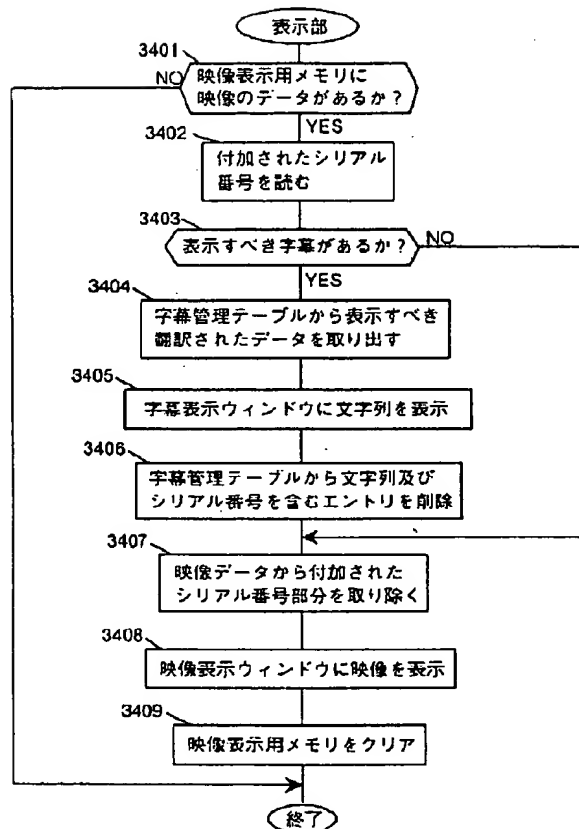 表示部
3401
NO
映像表示用メモリに
映像のデータがあるか？
YES
3402
付加されたシリアル
番号を読む
3403
表示すべき字幕があるか？
NO
YES
3404
字幕管理テーブルから表示すべき
翻訳されたデータを取り出す
3405
字幕表示ウィンドウに文字列を表示
3406
字幕管理テーブルから文字列及び
シリアル番号を含むエントリを削除
3407
映像データから付加された
シリアル番号部分を取り除く
3408
映像表示ウィンドウに映像を表示
3409
映像表示用メモリをクリア
終了